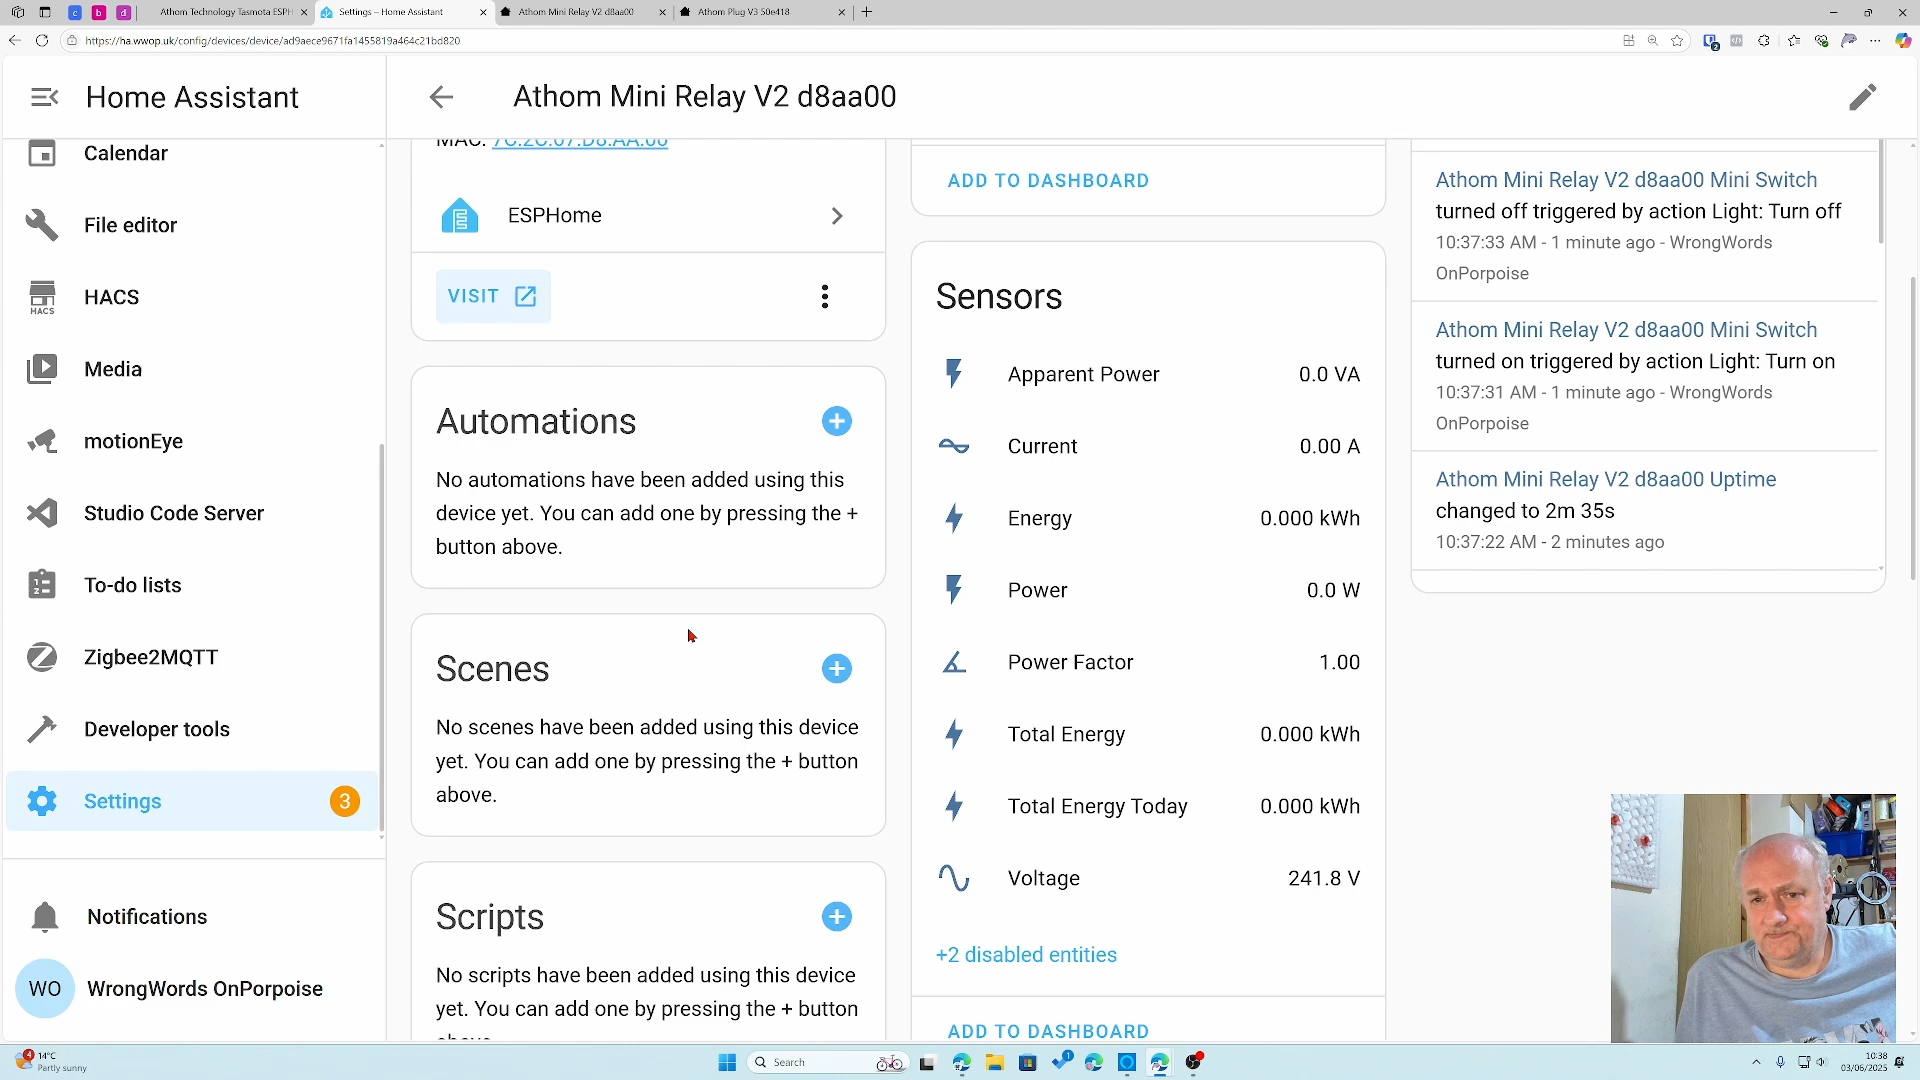 Athom Technology Tasmota ESPH
Settings – Home Assistant
Athom Mini Relay V2 d8aa00
Athom Plug V3 50e418
https://ha.wwop.uk/config/devices/device/ad9aece9671fa1455819a464c21bd820
Home Assistant
Athom Mini Relay V2 d8aa00
Calendar
File editor
HACS
HACS
Media
motionEye
Studio Code Server
To-do lists
Zigbee2MQTT
Developer tools
Settings
3
Notifications
WO
WrongWords OnPorpoise
MAC: 7C:2C:67:D8:AA:00
ESPHome
VISIT
Automations
No automations have been added using this
device yet. You can add one by pressing the +
button above.
Scenes
No scenes have been added using this device
yet. You can add one by pressing the + button
above.
Scripts
No scripts have been added using this device
yet. You can add one by pressing the + button
above.
ADD TO DASHBOARD
Sensors
Apparent Power 0.0 VA
Current 0.00 A
Energy 0.000 kWh
Power 0.0 W
Power Factor 1.00
Total Energy 0.000 kWh
Total Energy Today 0.000 kWh
Voltage 241.8 V
+2 disabled entities
ADD TO DASHBOARD
Athom Mini Relay V2 d8aa00 Mini Switch
turned off triggered by action Light: Turn off
10:37:33 AM - 1 minute ago - WrongWords
OnPorpoise
Athom Mini Relay V2 d8aa00 Mini Switch
turned on triggered by action Light: Turn on
10:37:31 AM - 1 minute ago - WrongWords
OnPorpoise
Athom Mini Relay V2 d8aa00 Uptime
changed to 2m 35s
10:37:22 AM - 2 minutes ago
4
14°C
Partly sunny
Search
1
10:38
03/06/2025